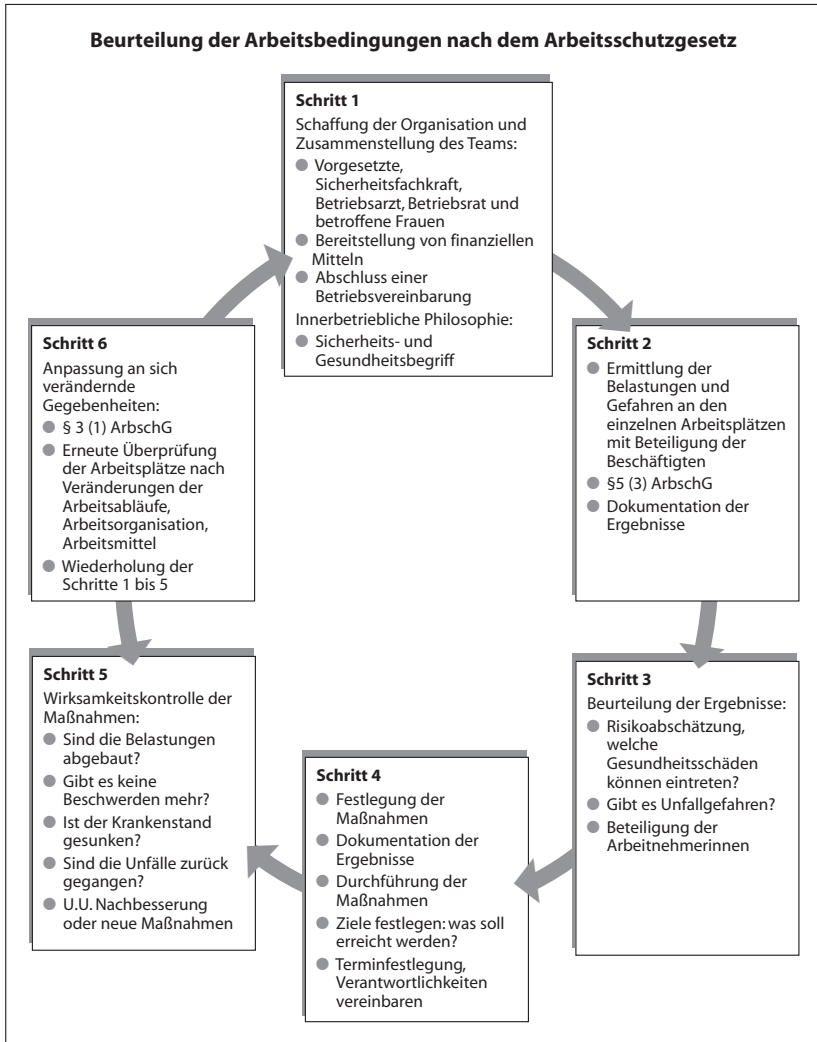 Beurteilung der Arbeitsbedingungen nach dem Arbeitsschutzgesetz
Schritt 1
Schaffung der Organisation und
Zusammenstellung des Teams:
● Vorgesetzte,
Sicherheitsfachkraft,
Betriebsarzt, Betriebsrat und
betroffene Frauen
● Bereitstellung von finanziellen
Mitteln
● Abschluss einer
Betriebsvereinbarung
Innerbetriebliche Philosophie:
● Sicherheits- und
Gesundheitsbegriff
Schritt 2
● Ermittlung der
Belastungen und
Gefahren an den
einzelnen Arbeitsplätzen
mit Beteiligung der
Beschäftigten
● §5 (3) ArbschG
● Dokumentation der
Ergebnisse
Schritt 3
Beurteilung der Ergebnisse:
● Risikoabschätzung,
welche
Gesundheitsschäden
können eintreten?
● Gibt es Unfallgefahren?
● Beteiligung der
Arbeitnehmerinnen
Schritt 4
● Festlegung der
Maßnahmen
● Dokumentation der
Ergebnisse
● Durchführung der
Maßnahmen
● Ziele festlegen: was soll
erreicht werden?
● Terminfestlegung,
Verantwortlichkeiten
vereinbaren
Schritt 5
Wirksamkeitskontrolle der
Maßnahmen:
● Sind die Belastungen
abgebaut?
● Gibt es keine
Beschwerden mehr?
● Ist der Krankenstand
gesunken?
● Sind die Unfälle zurück
gegangen?
● U.U. Nachbesserung
oder neue Maßnahmen
Schritt 6
Anpassung an sich
verändernde
Gegebenheiten:
● § 3 (1) ArbschG
● Erneute Überprüfung
der Arbeitsplätze nach
Veränderungen der
Arbeitsabläufe,
Arbeitsorganisation,
Arbeitsmittel
● Wiederholung der
Schritte 1 bis 5